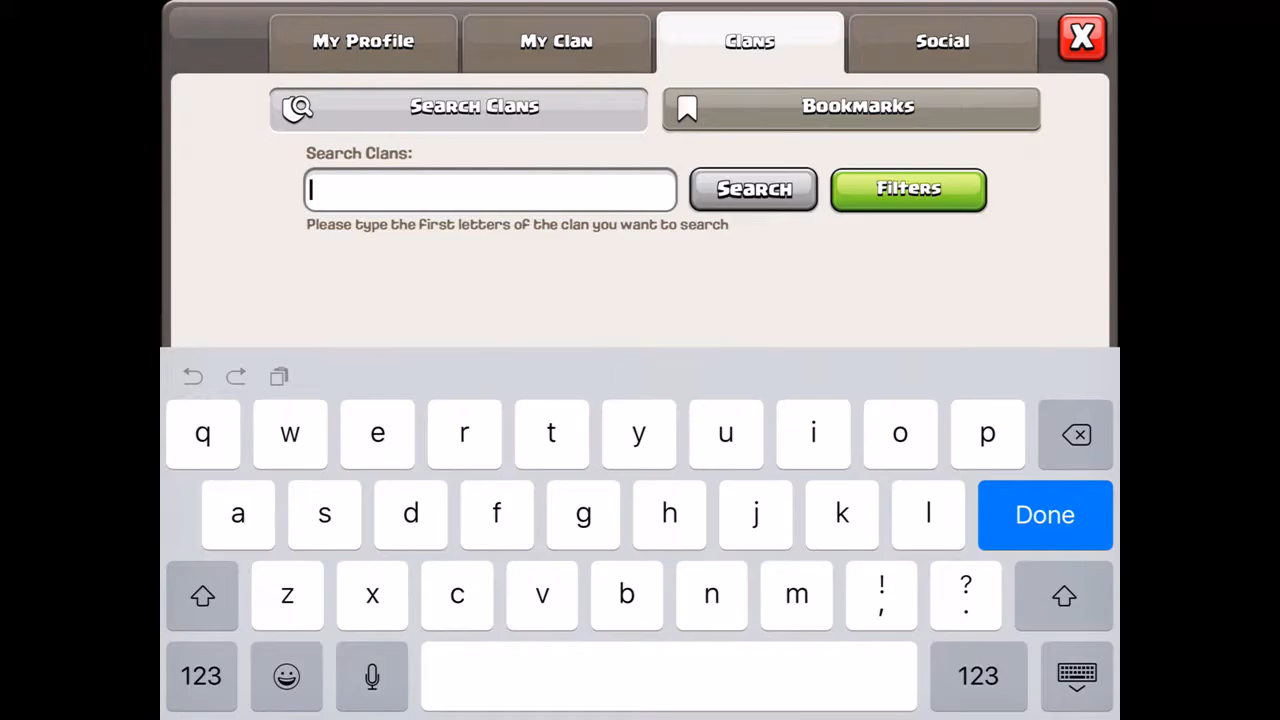 My Profile My Clan Clans Social X
Search Clans Bookmarks
Search Clans:
Search Filters
Please type the first letters of the clan you want to search
q w e r t y u i o p
a s d f g h j k l Done
z x c v b n m ! , ? .
123 123